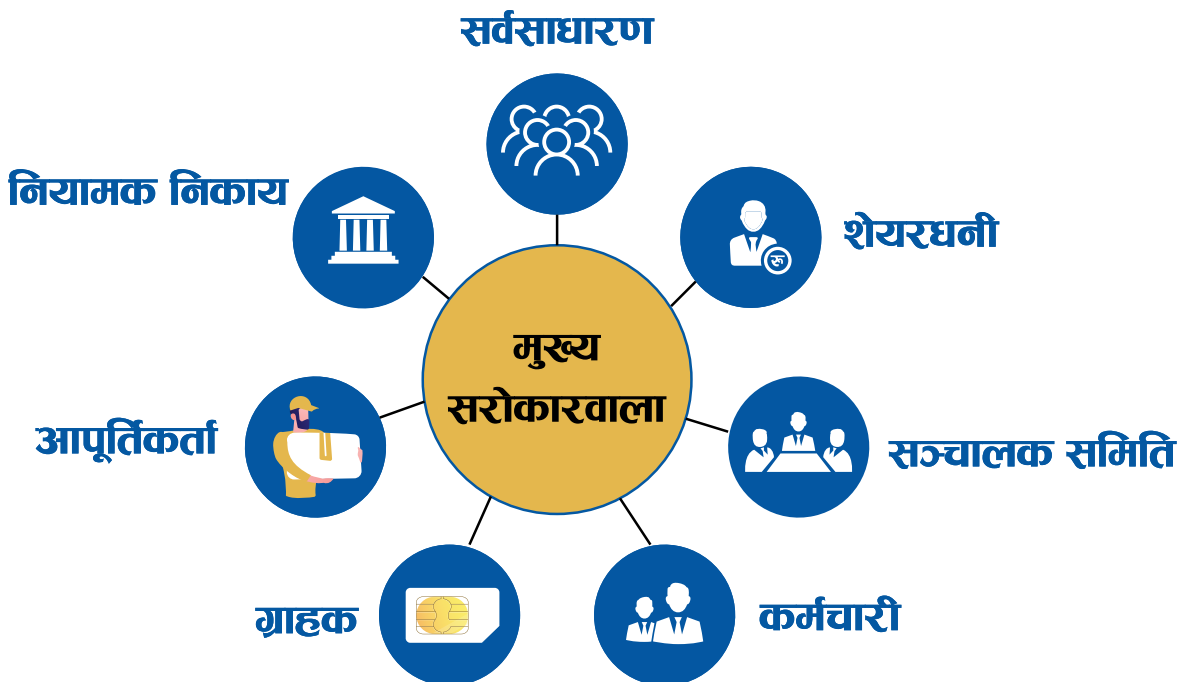 सर्वसाधारण
नियामक निकाय
शेयरधनी
रू
मुख्य
सरोकारवाला
आपूर्तिकर्ता
सञ्चालक समिति
ग्राहक
कर्मचारी